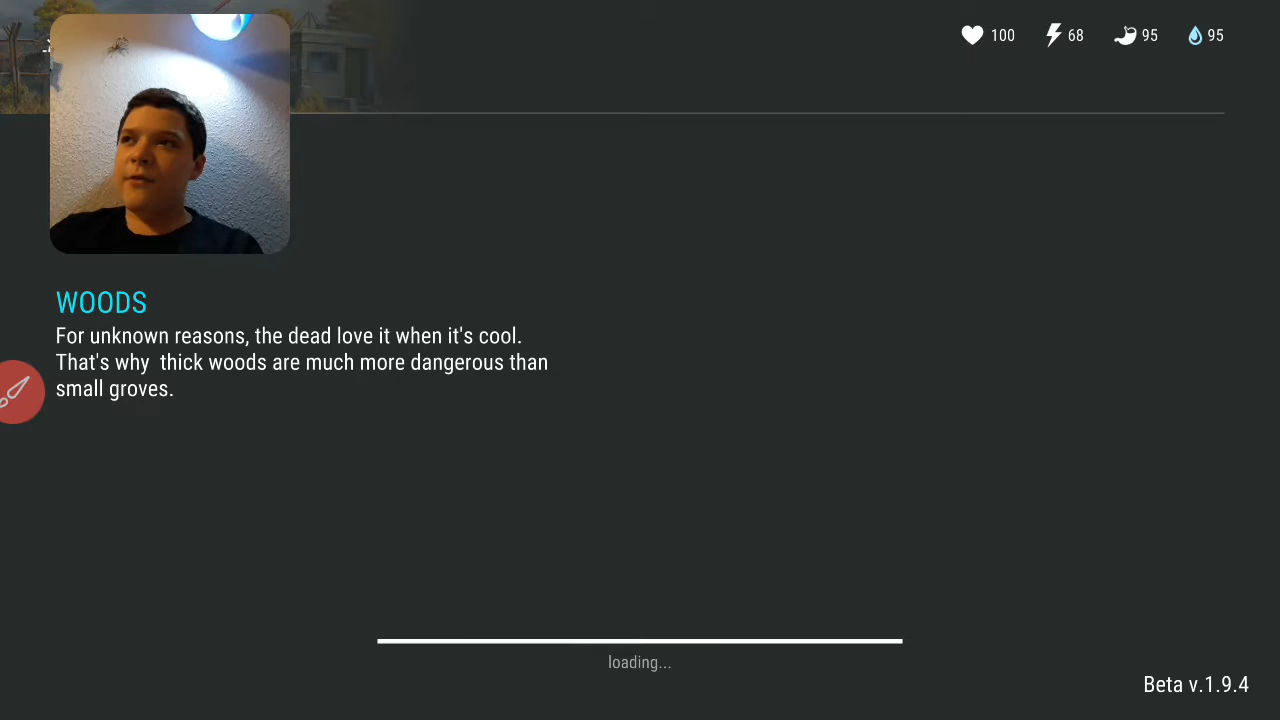 100 68 95 95
WOODS
For unknown reasons, the dead love it when it's cool.
That's why  thick woods are much more dangerous than
small groves.
loading...
Beta v.1.9.4